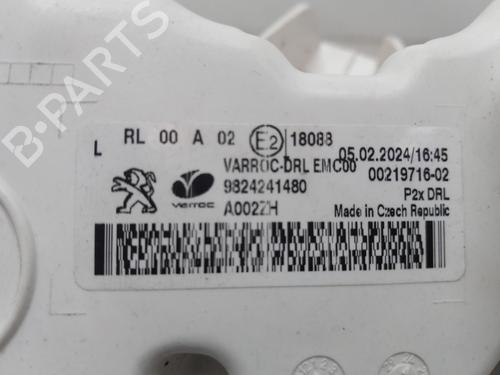 L RL 00 A 02 E2 18088
05.02.2024/16:45
VARROC-DRL EMC00
00219716-02
9824241480
P2x DRL
varroc
A002ZH
Made in Czech Republic
B-PARTS